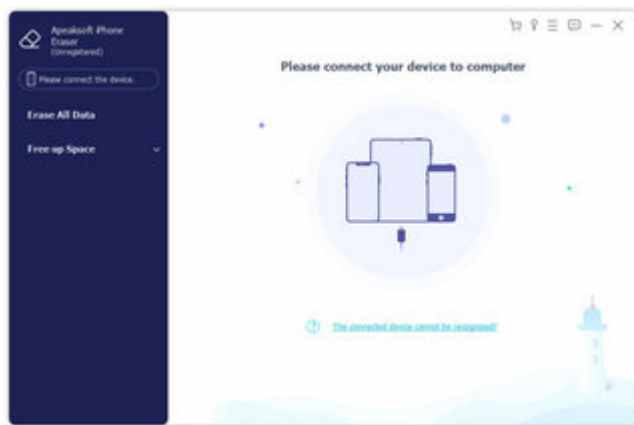 Apeaksoft iPhone
Eraser
(Unregistered)
Please connect the device.
Erase All Data
Free up Space
Please connect your device to computer
The connected device cannot be recognized?